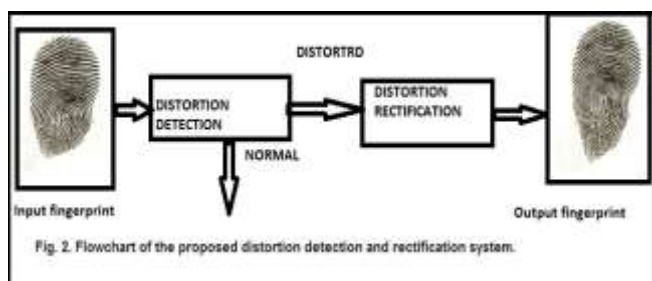 DISTORTRD
DISTORTION
DETECTION
DISTORTION
RECTIFICATION
NORMAL
Input fingerprint
Output fingerprint
Fig. 2. Flowchart of the proposed distortion detection and rectification system.